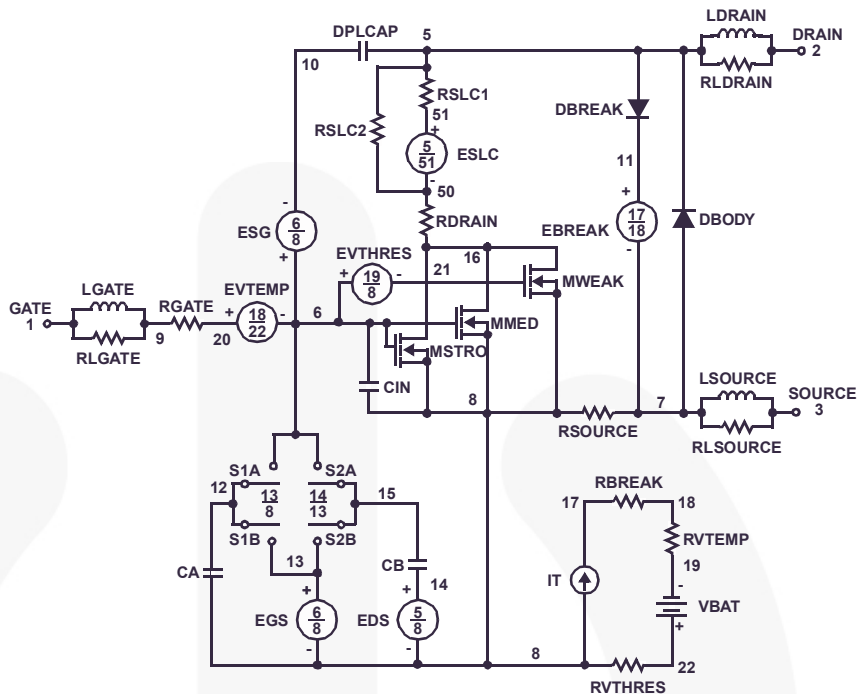 LDRAIN
DPLCAP 5 DRAIN
10 2
RLDRAIN
RSLC1
51 DBREAK
RSLC2
+
5
51
ESLC
11
-
50
- +
RDRAIN
17
18
6
8
ESG
EBREAK
DBODY
+ EVTHRES 16 -
+ 19
8
- 21
MWEAK
LGATE EVTEMP
GATE RGATE + 18
22
- 6
MMED
1
9 20
MSTRO
RLGATE
LSOURCE
CIN
8 7 SOURCE
3
RSOURCE
RLSOURCE
S1A S2A
12 13
8
14
13
15
RBREAK
17 18
S1B S2B
RVTEMP
13 CB
19
CA
+ + 14
IT -
EGS 6
8
EDS 5
8
VBAT
- -
+
8
22
RVTHRES